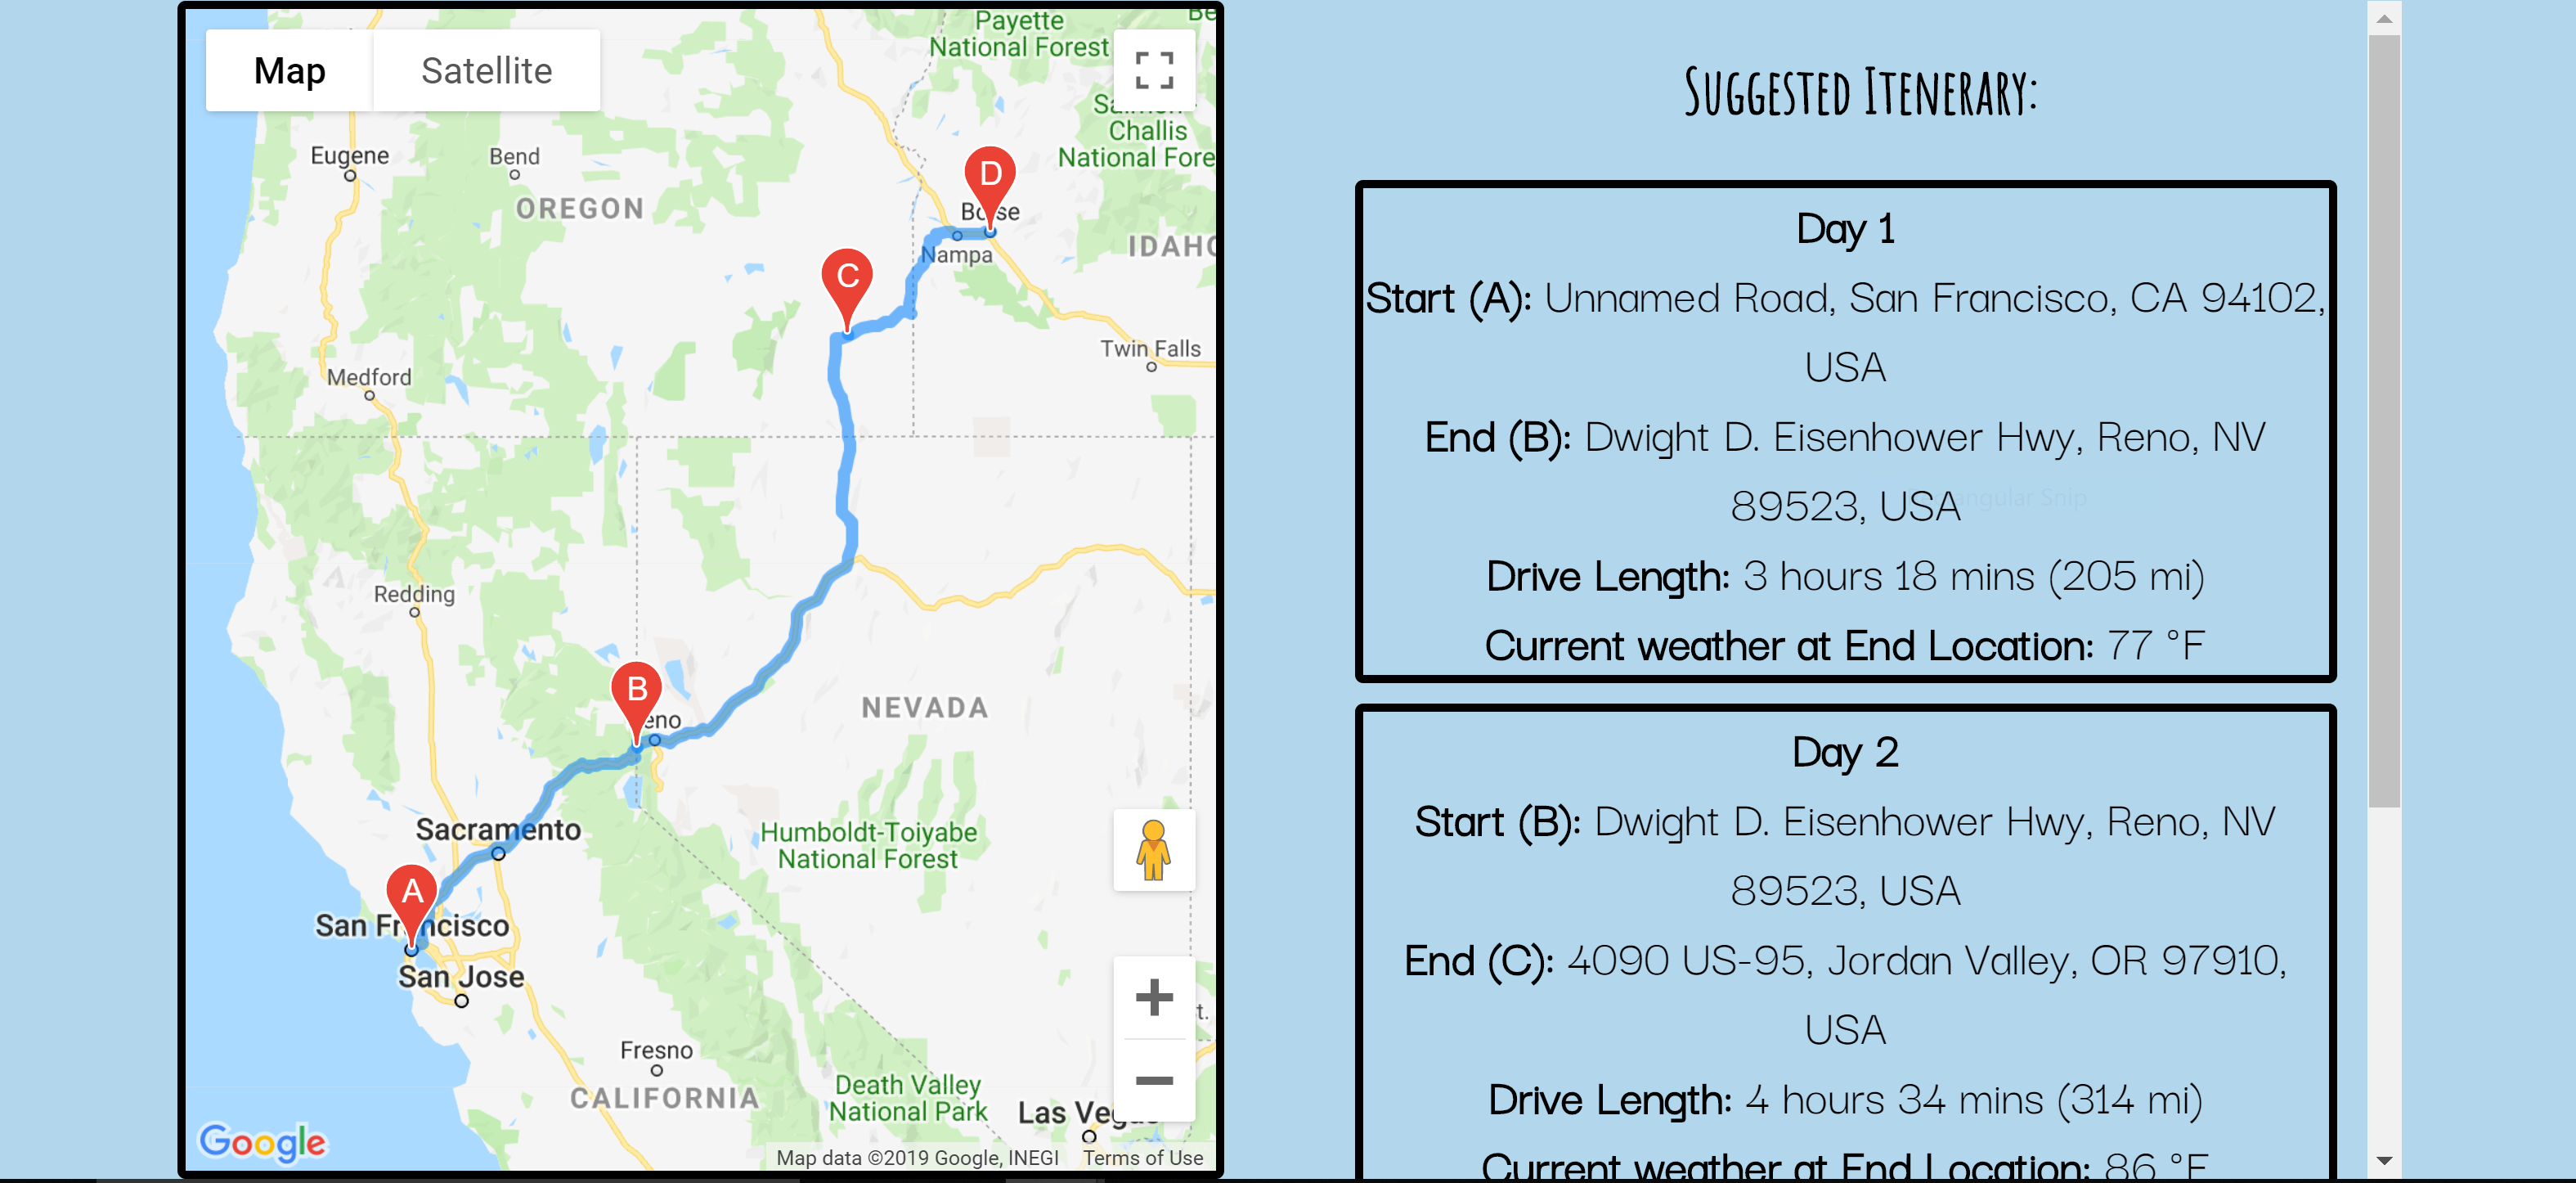 Map
Satellite
Payette
National Forest
Challis
National Fore
Eugene
Bend
OREGON
D
Boise
Nampa
IDAHO
C
Twin Falls
Medford
Redding
B
eno
NEVADA
Humboldt-Toiyabe
National Forest
Sacramento
A
San Francisco
San Jose
Fresno
CALIFORNIA
Death Valley
National Park
Las Veg
+
−
Google
Map data ©2019 Google, INEGI
Terms of Use
Suggested Itenerary:
Day 1
Start (A): Unnamed Road, San Francisco, CA 94102,
USA
End (B): Dwight D. Eisenhower Hwy, Reno, NV
89523, USA
Drive Length: 3 hours 18 mins (205 mi)
Current weather at End Location: 77 °F
Day 2
Start (B): Dwight D. Eisenhower Hwy, Reno, NV
89523, USA
End (C): 4090 US-95, Jordan Valley, OR 97910,
USA
Drive Length: 4 hours 34 mins (314 mi)
Current weather at End Location: 86 °F